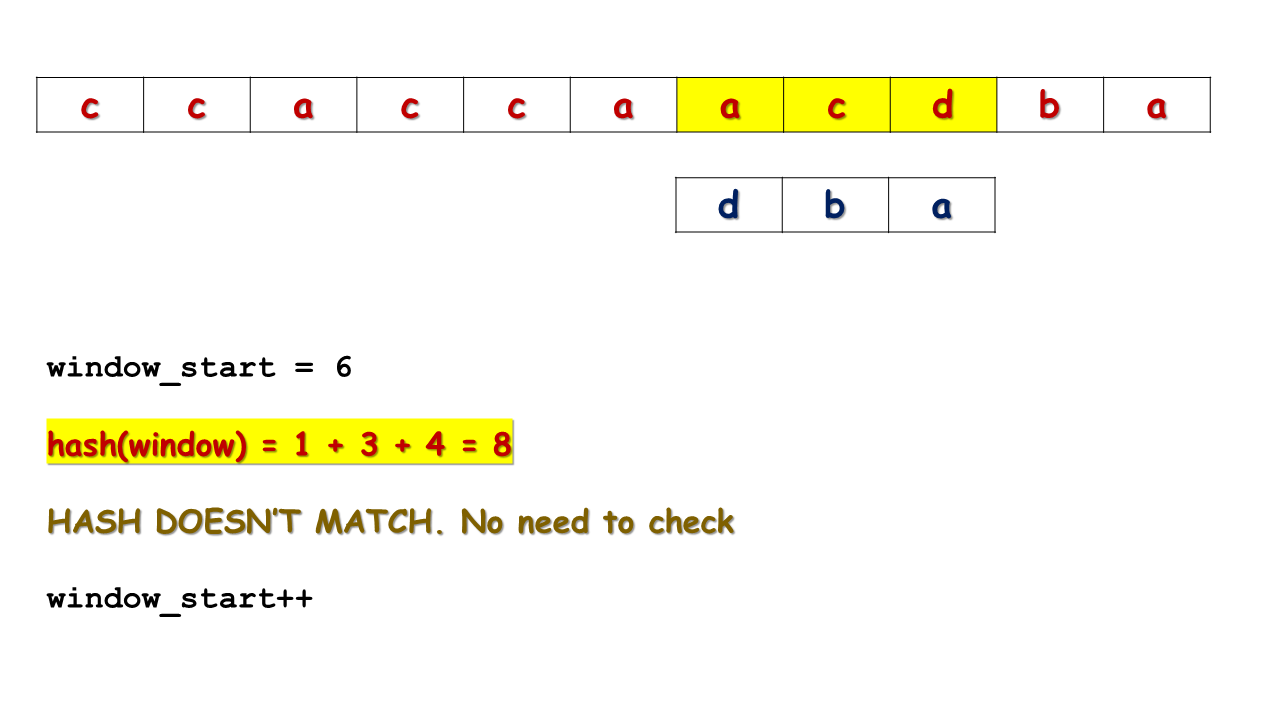 c c a c c a a c d b a
d b a
window_start = 6
hash(window) = 1 + 3 + 4 = 8
HASH DOESN'T MATCH. No need to check
window_start++